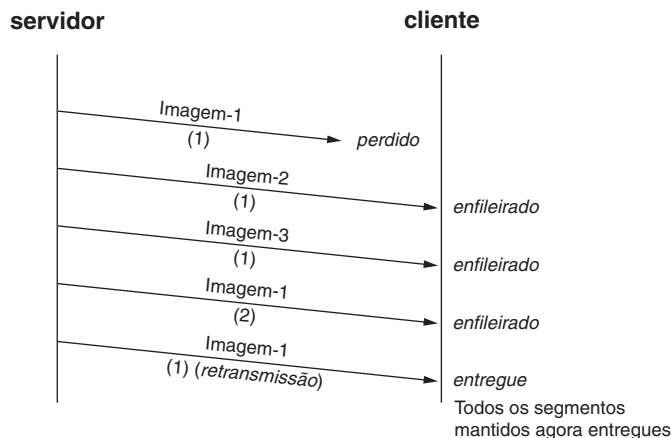 servidor
cliente
Imagem-1
(1)
perdido
Imagem-2
(1)
enfileirado
Imagem-3
(1)
enfileirado
Imagem-1
(2)
enfileirado
Imagem-1
(1) (retransmissão)
entregue
Todos os segmentos
mantidos agora entregues